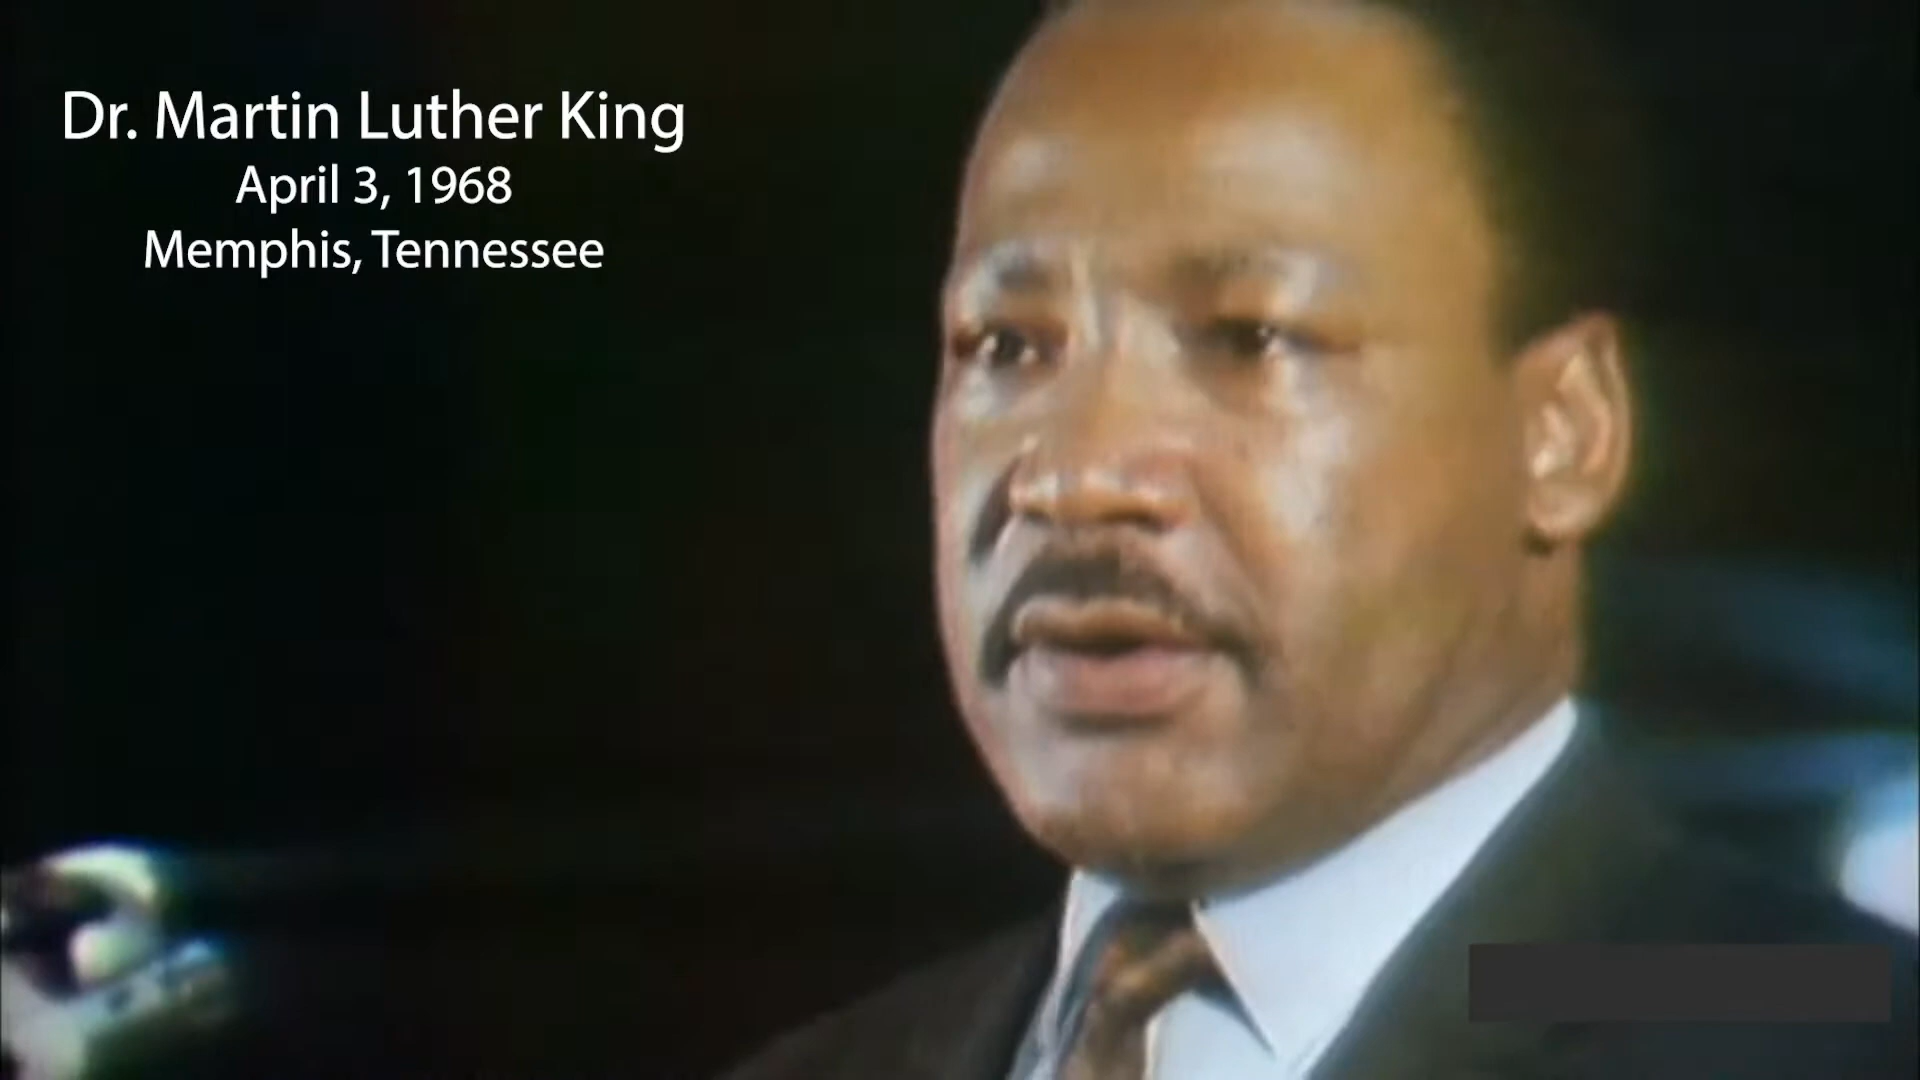 Dr. Martin Luther King
April 3, 1968
Memphis, Tennessee